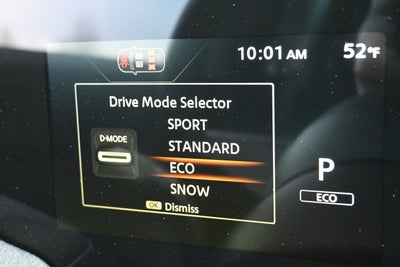 10:01 AM
52°F
Drive Mode Selector
SPORT
D-MODE
STANDARD
ECO
SNOW
OK Dismiss
P
ECO